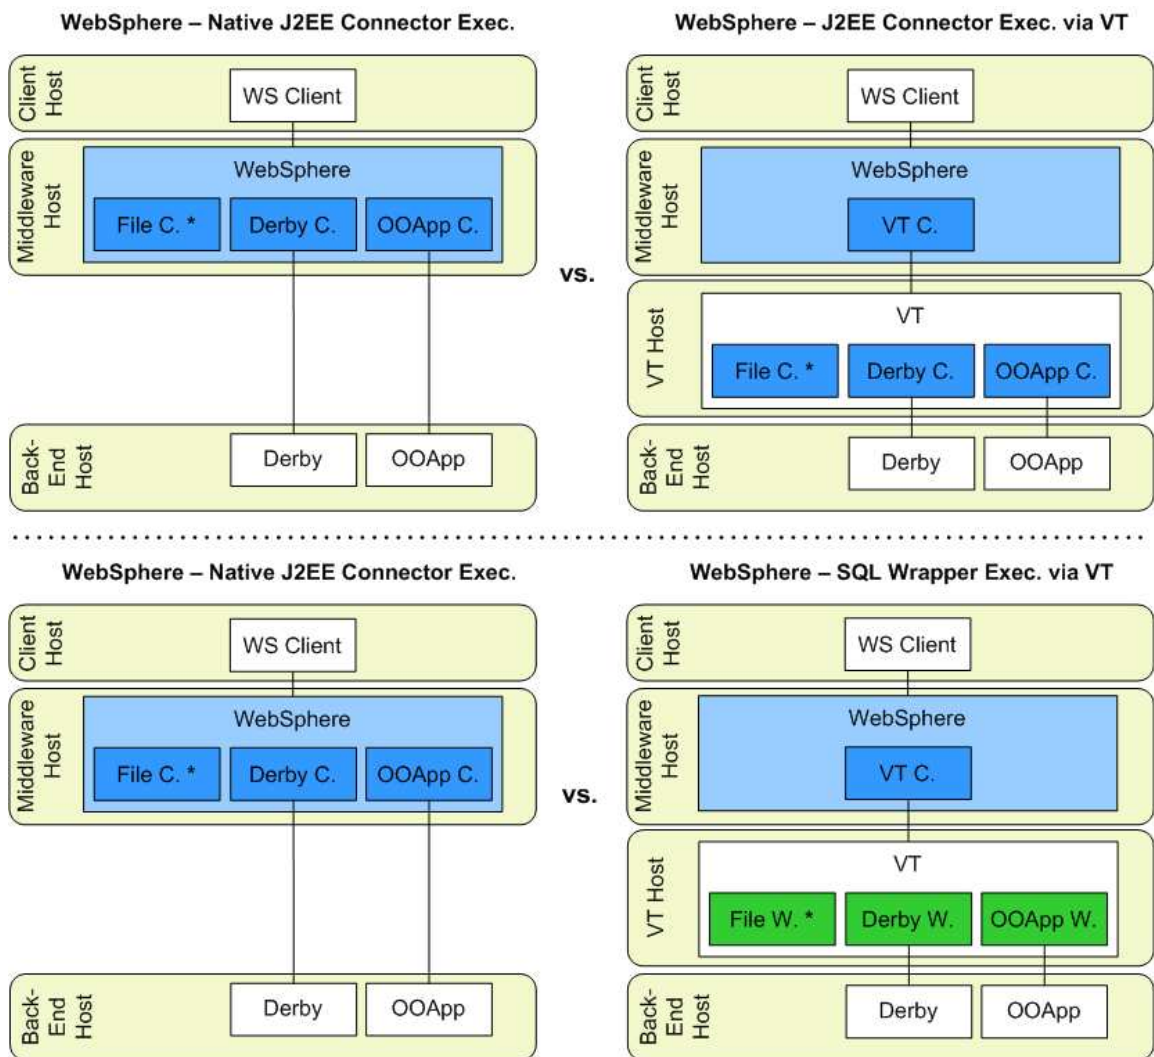 WebSphere – Native J2EE Connector Exec.
Client
Host
WS Client
Middleware
Host
WebSphere
File C. *
Derby C.
OOApp C.
Back-
End
Host
Derby
OOApp
vs.
WebSphere – J2EE Connector Exec. via VT
Client
Host
WS Client
Middleware
Host
WebSphere
VT C.
VT Host
VT
File C. *
Derby C.
OOApp C.
Back-
End
Host
Derby
OOApp
WebSphere – Native J2EE Connector Exec.
Client
Host
WS Client
Middleware
Host
WebSphere
File C. *
Derby C.
OOApp C.
Back-
End
Host
Derby
OOApp
vs.
WebSphere – SQL Wrapper Exec. via VT
Client
Host
WS Client
Middleware
Host
WebSphere
VT C.
VT Host
VT
File W. *
Derby W.
OOApp W.
Back-
End
Host
Derby
OOApp